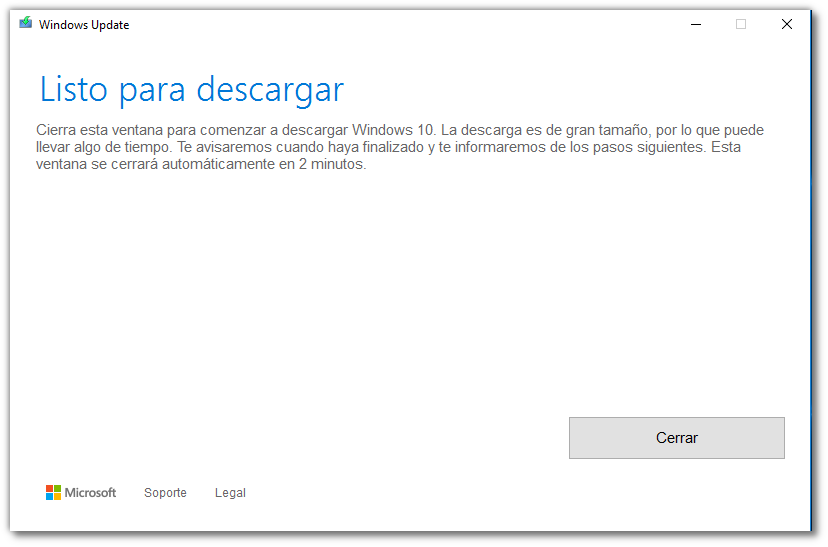 Windows Update
Listo para descargar
Cierra esta ventana para comenzar a descargar Windows 10. La descarga es de gran tamaño, por lo que puede
llevar algo de tiempo. Te avisaremos cuando haya finalizado y te informaremos de los pasos siguientes. Esta
ventana se cerrará automáticamente en 2 minutos.
Cerrar
Microsoft Soporte Legal